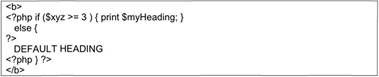 <b>
<?php if ($xyz >= 3 ) { print $myHeading; }
else {
?>
DEFAULT HEADING
<?php } ?>
</b>